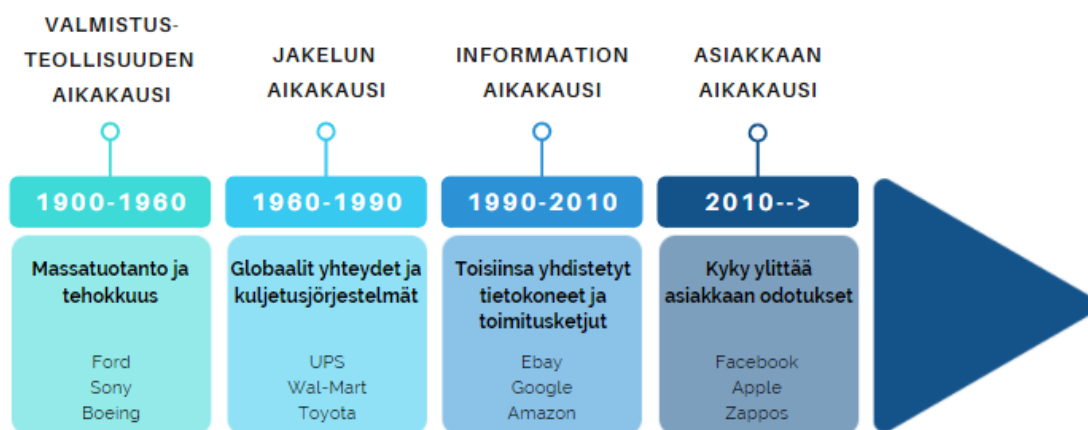 VALMISTUS-
TEOLLISUUDEN
AIKAKAUSI
JAKELUN
AIKAKAUSI
INFORMAATION
AIKAKAUSI
ASIAKKAAN
AIKAKAUSI
1900-1960
1960-1990
1990-2010
2010-->
Massatuotanto ja
tehokkuus
Ford
Sony
Boeing
Globaalit yhteydet ja
kuljetusjärjestelmät
UPS
Wal-Mart
Toyota
Toisiinsa yhdistetyt
tietokoneet ja
toimitusketjut
Ebay
Google
Amazon
Kyky ylittää
asiakkaan odotukset
Facebook
Apple
Zappos